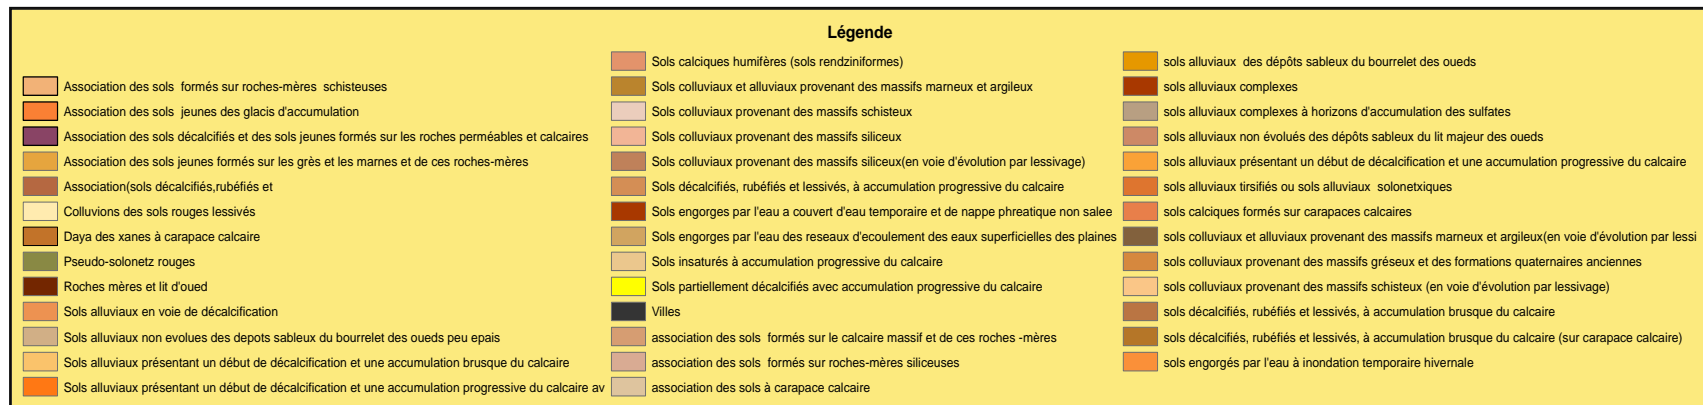 Légende
Association des sols formés sur roches-mères schisteuses
Association des sols jeunes des glacis d'accumulation
Association des sols décalcifiés et des sols jeunes formés sur les roches perméables et calcaires
Association des sols jeunes formés sur les grès et les marnes et de ces roches-mères
Association(sols décalcifiés,rubéfiés et
Colluvions des sols rouges lessivés
Daya des xanes à carapace calcaire
Pseudo-solonetz rouges
Roches mères et lit d'oued
Sols alluviaux en voie de décalcification
Sols alluviaux non evolues des depots sableux du bourrelet des oueds peu epais
Sols alluviaux présentant un début de décalcification et une accumulation brusque du calcaire
Sols alluviaux présentant un début de décalcification et une accumulation progressive du calcaire av
Sols calciques humifères (sols rendziniformes)
Sols colluviaux et alluviaux provenant des massifs marneux et argileux
Sols colluviaux provenant des massifs schisteux
Sols colluviaux provenant des massifs siliceux
Sols colluviaux provenant des massifs siliceux(en voie d'évolution par lessivage)
Sols décalcifiés, rubéfiés et lessivés, à accumulation progressive du calcaire
Sols engorges par l'eau a couvert d'eau temporaire et de nappe phreatique non salee
Sols engorges par l'eau des reseaux d'ecoulement des eaux superficielles des plaines
Sols insaturés à accumulation progressive du calcaire
Sols partiellement décalcifiés avec accumulation progressive du calcaire
Villes
association des sols formés sur le calcaire massif et de ces roches -mères
association des sols formés sur roches-mères siliceuses
association des sols à carapace calcaire
sols alluviaux des dépôts sableux du bourrelet des oueds
sols alluviaux complexes
sols alluviaux complexes à horizons d'accumulation des sulfates
sols alluviaux non évolués des dépôts sableux du lit majeur des oueds
sols alluviaux présentant un début de décalcification et une accumulation progressive du calcaire
sols alluviaux tirsifiés ou sols alluviaux solonetxiques
sols calciques formés sur carapaces calcaires
sols colluviaux et alluviaux provenant des massifs marneux et argileux(en voie d'évolution par lessi
sols colluviaux provenant des massifs gréseux et des formations quaternaires anciennes
sols colluviaux provenant des massifs schisteux (en voie d'évolution par lessivage)
sols décalcifiés, rubéfiés et lessivés, à accumulation brusque du calcaire
sols décalcifiés, rubéfiés et lessivés, à accumulation brusque du calcaire (sur carapace calcaire)
sols engorgés par l'eau à inondation temporaire hivernale